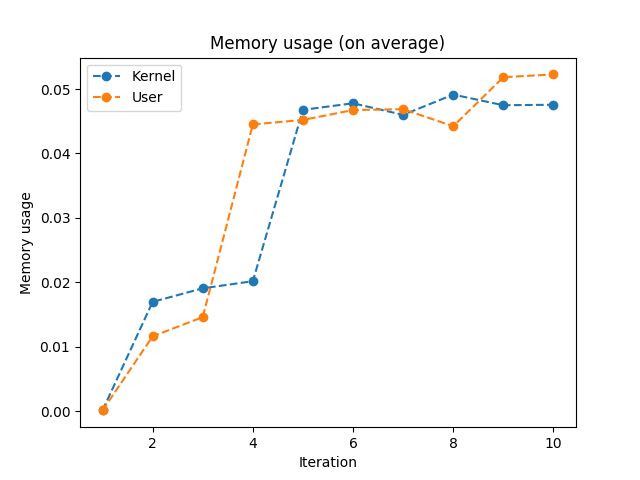 Memory usage (on average)
Kernel
User
0.05
0.04
0.03
0.02
0.01
0.00
Memory usage
2 4 6 8 10
Iteration